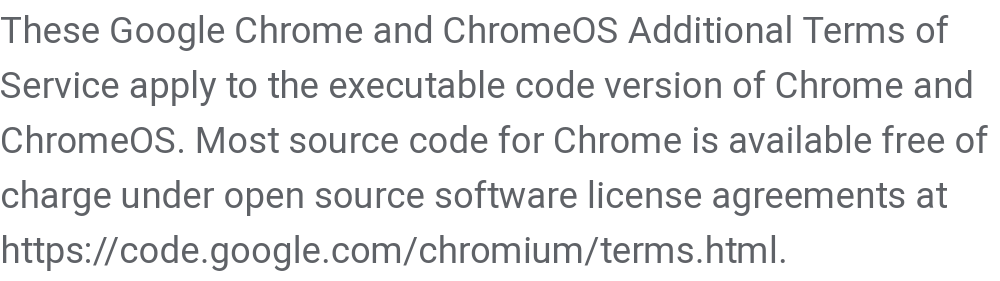 These Google Chrome and ChromeOS Additional Terms of
Service apply to the executable code version of Chrome and
ChromeOS. Most source code for Chrome is available free of
charge under open source software license agreements at
https://code.google.com/chromium/terms.html.